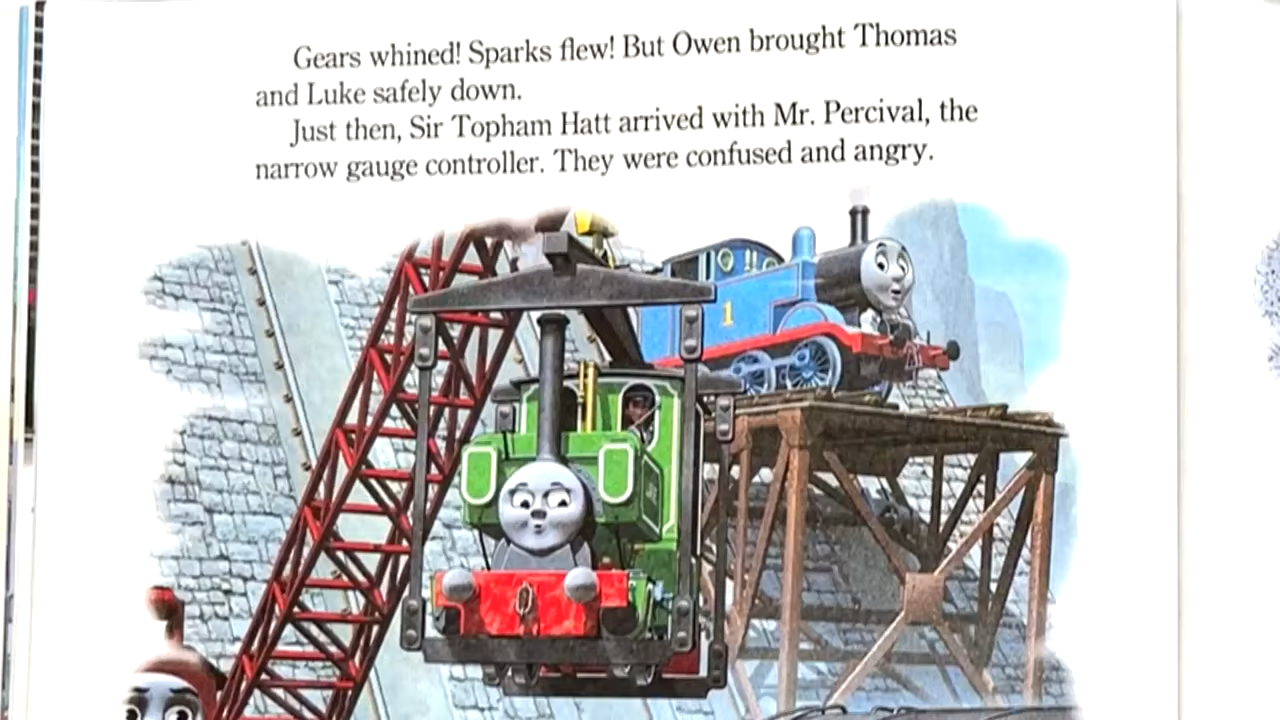 Gears whined! Sparks flew! But Owen brought Thomas
and Luke safely down.
Just then, Sir Topham Hatt arrived with Mr. Percival, the
narrow gauge controller. They were confused and angry.
1